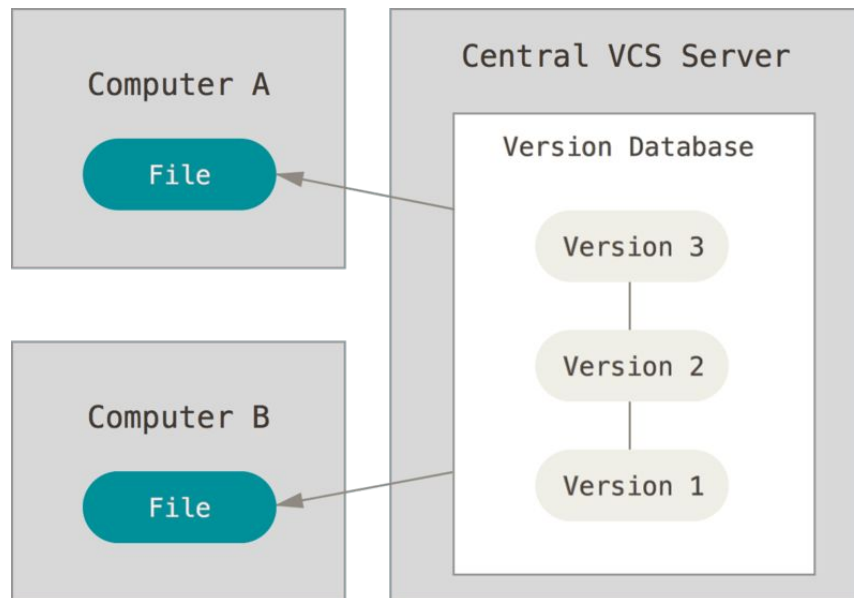 Computer A
File
Computer B
File
Central VCS Server
Version Database
Version 3
Version 2
Version 1